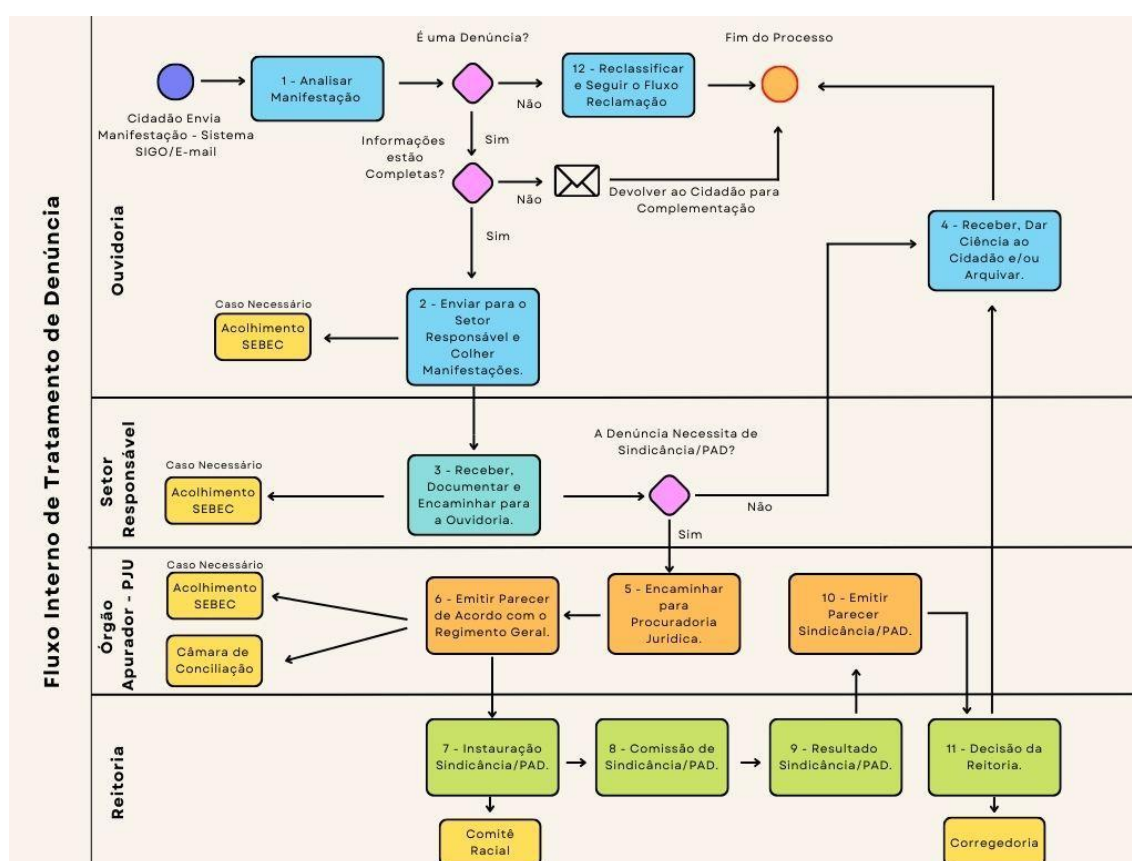 Fluxo Interno de Tratamento de Denúncia
Ouvidoria
É uma Denúncia?
Fim do Processo
1 - Analisar
Manifestação
12 - Reclassificar
e Seguir o Fluxo
Reclamação
Não
Cidadão Envia
Manifestação - Sistema
SIGO/E-mail
Sim
Informações
estão
Completas?
Não
Devolver ao Cidadão para
Complementação
Sim
4 - Receber, Dar
Ciência ao
Cidadão e/ou
Arquivar.
2 - Enviar para o
Setor
Responsável e
Colher
Manifestações.
Caso Necessário
Acolhimento
SEBEC
Setor
Responsável
A Denúncia Necessita de
Sindicância/PAD?
3 - Receber,
Documentar e
Encaminhar para
a Ouvidoria.
Caso Necessário
Acolhimento
SEBEC
Não
Sim
Órgão
Apurador - PJU
Caso Necessário
Acolhimento
SEBEC
Câmara de
Conciliação
6 - Emitir Parecer
de Acordo com o
Regimento Geral.
5 - Encaminhar
para
Procuradoria
Jurídica.
10 - Emitir
Parecer
Sindicância/PAD.
Reitoria
7 - Instauração
Sindicância/PAD.
8 - Comissão de
Sindicância/PAD.
9 - Resultado
Sindicância/PAD.
11 - Decisão da
Reitoria.
Comitê
Racial
Corregedoria